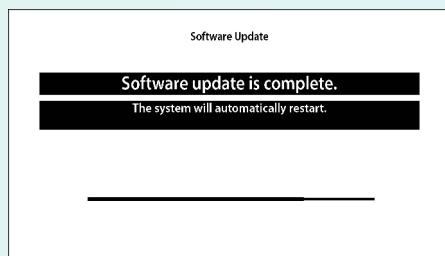 Software Update
Software update is complete.
The system will automatically restart.